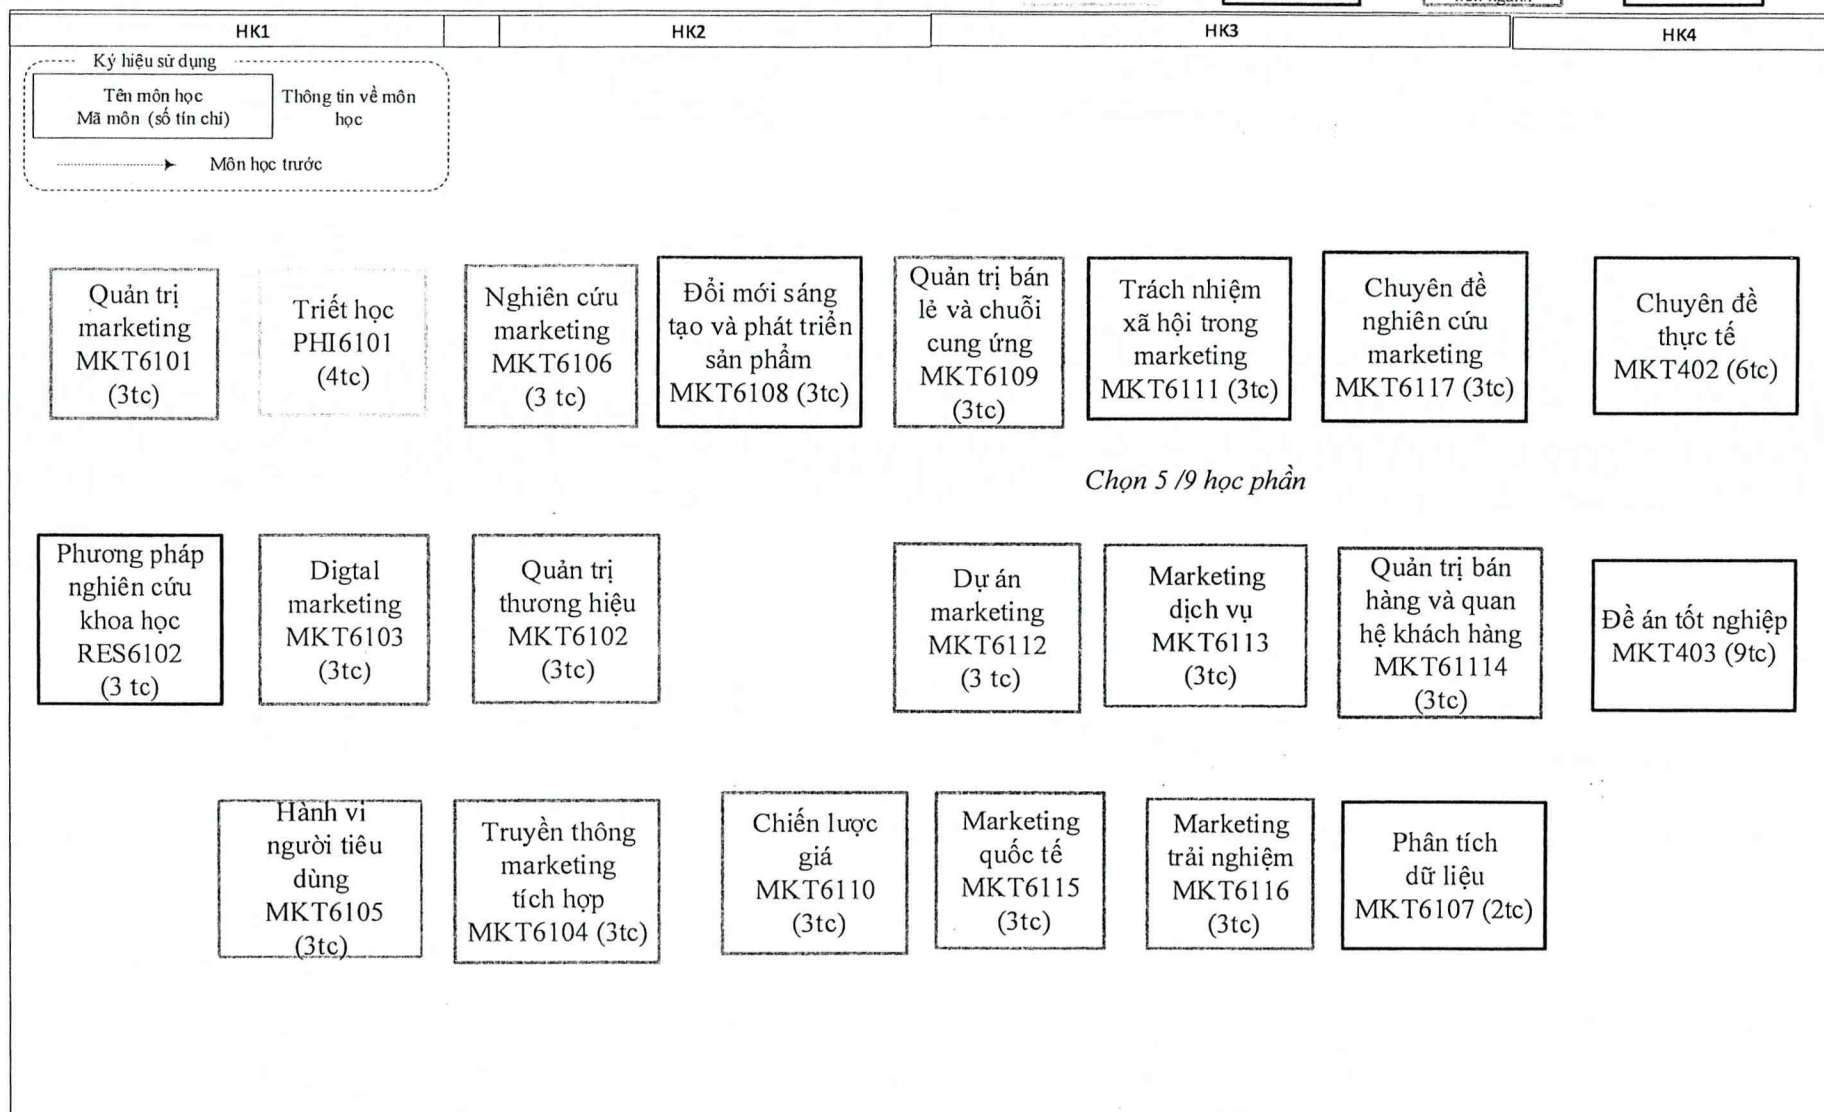 HK1
HK2
HK3
HK4
Ký hiệu sử dụng
Tên môn học
Mã môn (số tín chi)
Thông tin về môn
học
Môn học trước
Quản trị
marketing
MKT6101
(3tc)
Triết học
PHI6101
(4tc)
Nghiên cứu
marketing
MKT6106
(3 tc)
Đổi mới sáng
tạo và phát triển
sản phẩm
MKT6108 (3tc)
Quản trị bán
lẻ và chuỗi
cung ứng
MKT6109
(3tc)
Trách nhiệm
xã hội trong
marketing
MKT6111 (3tc)
Chuyên đề
nghiên cứu
marketing
MKT6117 (3tc)
Chuyên đề
thực tế
MKT402 (6tc)
Chọn 5 /9 học phần
Phương pháp
nghiên cứu
khoa học
RES6102
(3 tc)
Digtal
marketing
MKT6103
(3tc)
Quản trị
thương hiệu
MKT6102
(3tc)
Dự án
marketing
MKT6112
(3 tc)
Marketing
dịch vụ
MKT6113
(3tc)
Quản trị bán
hàng và quan
hệ khách hàng
MKT61114
(3tc)
Đề án tốt nghiệp
MKT403 (9tc)
Hành vi
người tiêu
dùng
MKT6105
(3tc)
Truyền thông
marketing
tích hợp
MKT6104 (3tc)
Chiến lược
giá
MKT6110
(3tc)
Marketing
quốc tế
MKT6115
(3tc)
Marketing
trải nghiệm
MKT6116
(3tc)
Phân tích
dữ liệu
MKT6107 (2tc)